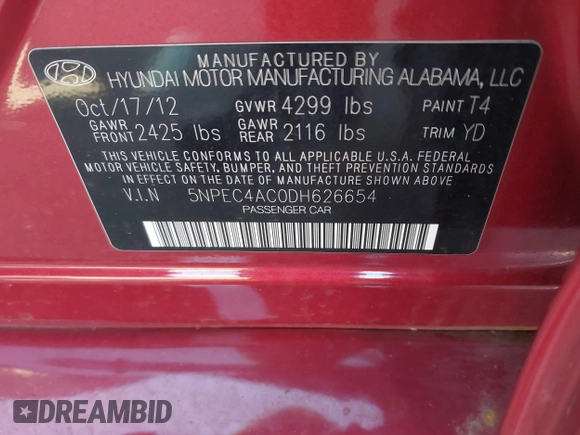 MANUFACTURED BY
HYUNDAI MOTOR MANUFACTURING ALABAMA, LLC
Oct/17/12 GVWR 4299 lbs PAINT T4
GAWR FRONT 2425 lbs GAWR REAR 2116 lbs TRIM YD
THIS VEHICLE CONFORMS TO ALL APPLICABLE U.S.A. FEDERAL
MOTOR VEHICLE SAFETY, BUMPER, AND THEFT PREVENTION STANDARDS
IN EFFECT ON THE DATE OF MANUFACTURE SHOWN ABOVE
V.I.N 5NPEC4AC0DH626654
PASSENGER CAR
DREAMBID